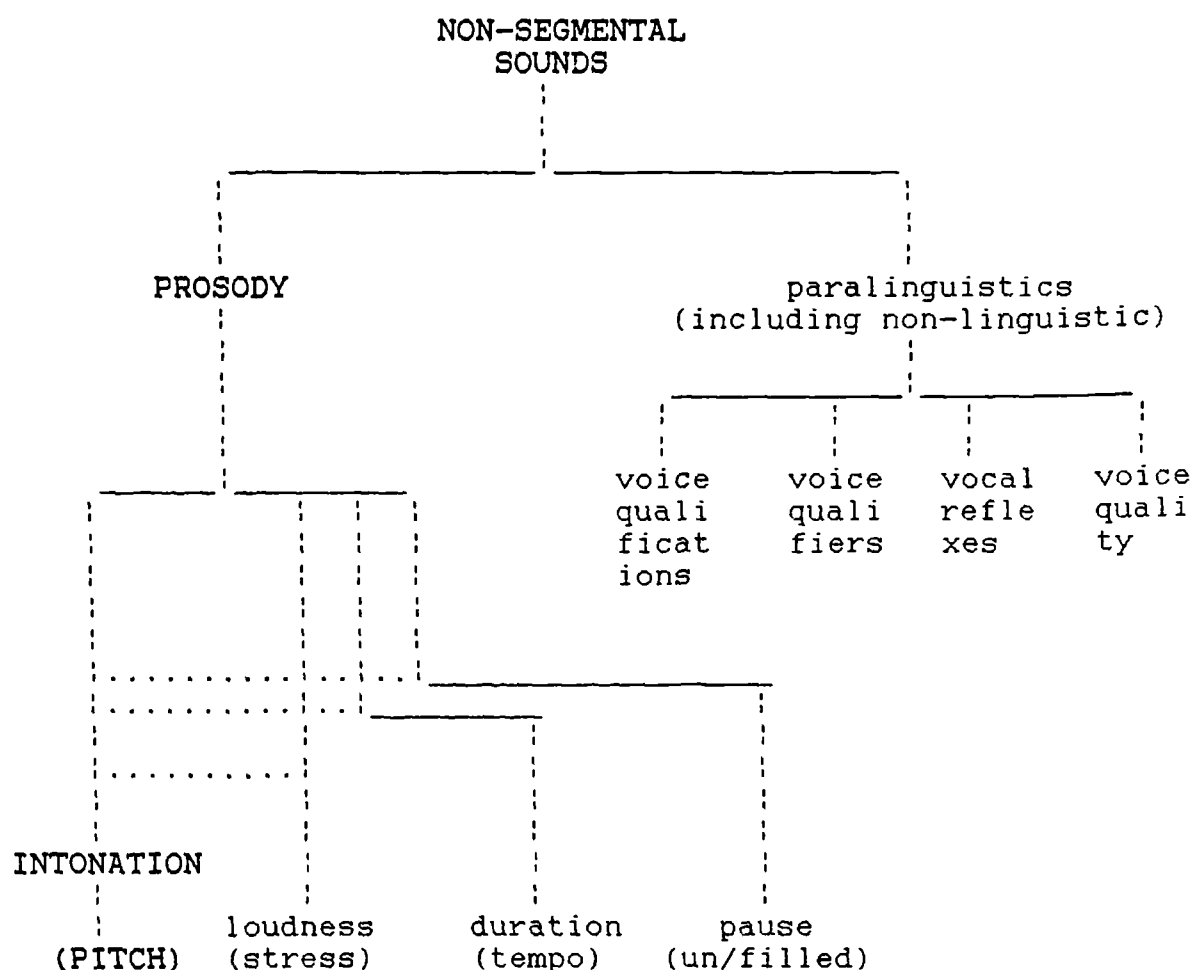 NON-SEGMENTAL
SOUNDS
PROSODY
paralinguistics
(including non-linguistic)
voice
quali
ficat
ions
voice
quali
fiers
vocal
refle
xes
voice
quali
ty
INTONATION
(PITCH)
loudness
(stress)
duration
(tempo)
pause
(un/filled)